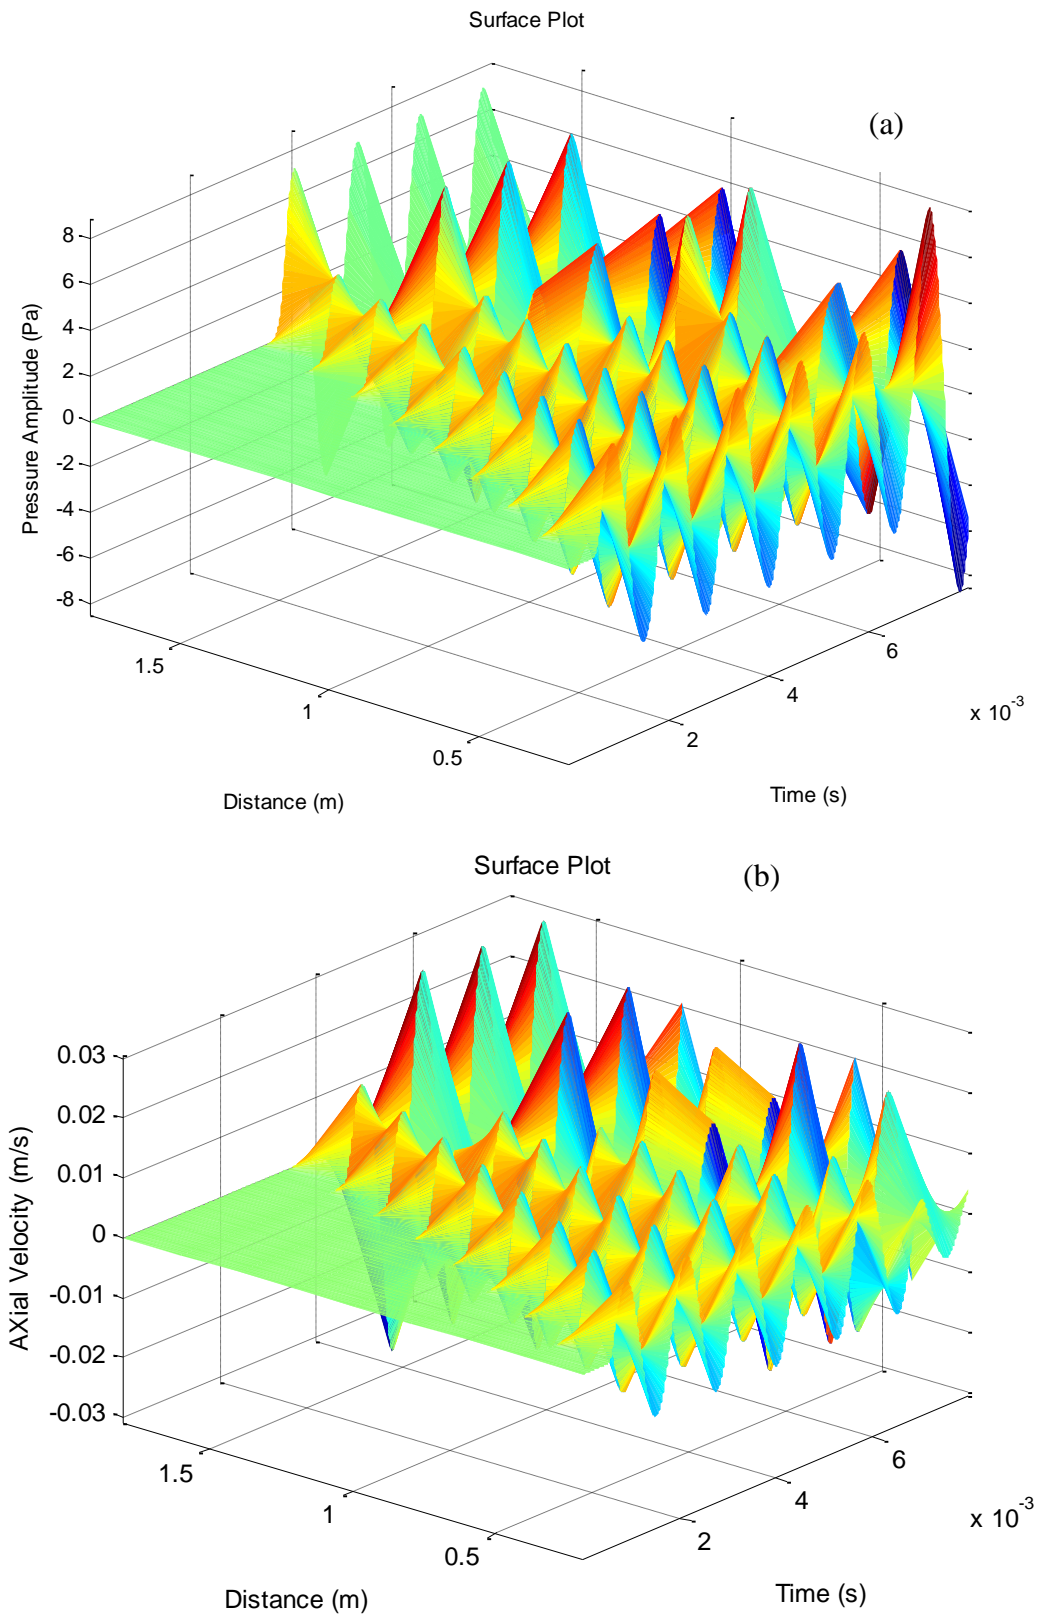 Surface Plot
(a)
8
6
4
2
0
-2
-4
-6
-8
Pressure Amplitude (Pa)
1.5
1
0.5
Distance (m)
2
4
6
x 10-3
Time (s)
Surface Plot
(b)
0.03
0.02
0.01
0
-0.01
-0.02
-0.03
AXial Velocity (m/s)
1.5
1
0.5
Distance (m)
2
4
6
x 10-3
Time (s)